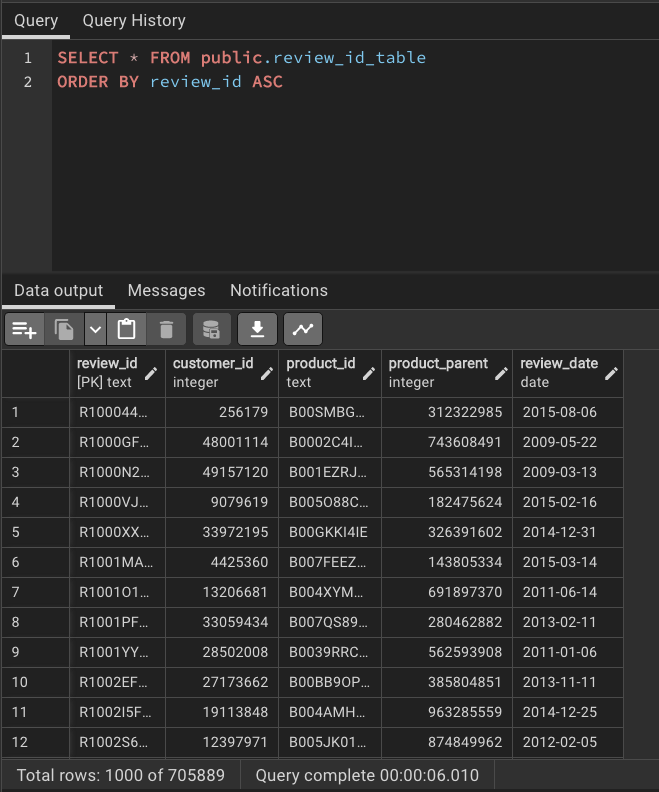 Query Query History
1 SELECT * FROM public.review_id_table
2 ORDER BY review_id ASC
Data output Messages Notifications
review_id customer_id product_id product_parent review_date
[PK] text integer text integer date
1 R100044... 256179 B00SMBG... 312322985 2015-08-06
2 R1000GF... 48001114 B0002C4I... 743608491 2009-05-22
3 R1000N2... 49157120 B001EZRJ... 565314198 2009-03-13
4 R1000VJ... 9079619 B005O88C... 182475624 2015-02-16
5 R1000XX... 33972195 B00GKKI4IE 326391602 2014-12-31
6 R1001MA... 4425360 B007FEEZ... 143805334 2015-03-14
7 R1001O1... 13206681 B004XYM... 691897370 2011-06-14
8 R1001PF... 33059434 B007QS89... 280462882 2013-02-11
9 R1001YY... 28502008 B0039RRC... 562593908 2011-01-06
10 R1002EF... 27173662 B00BB9OP... 385804851 2013-11-11
11 R1002I5F... 19113848 B004AMH... 963285559 2014-12-25
12 R1002S6... 12397971 B005JK01... 874849962 2012-02-05
Total rows: 1000 of 705889 Query complete 00:00:06.010